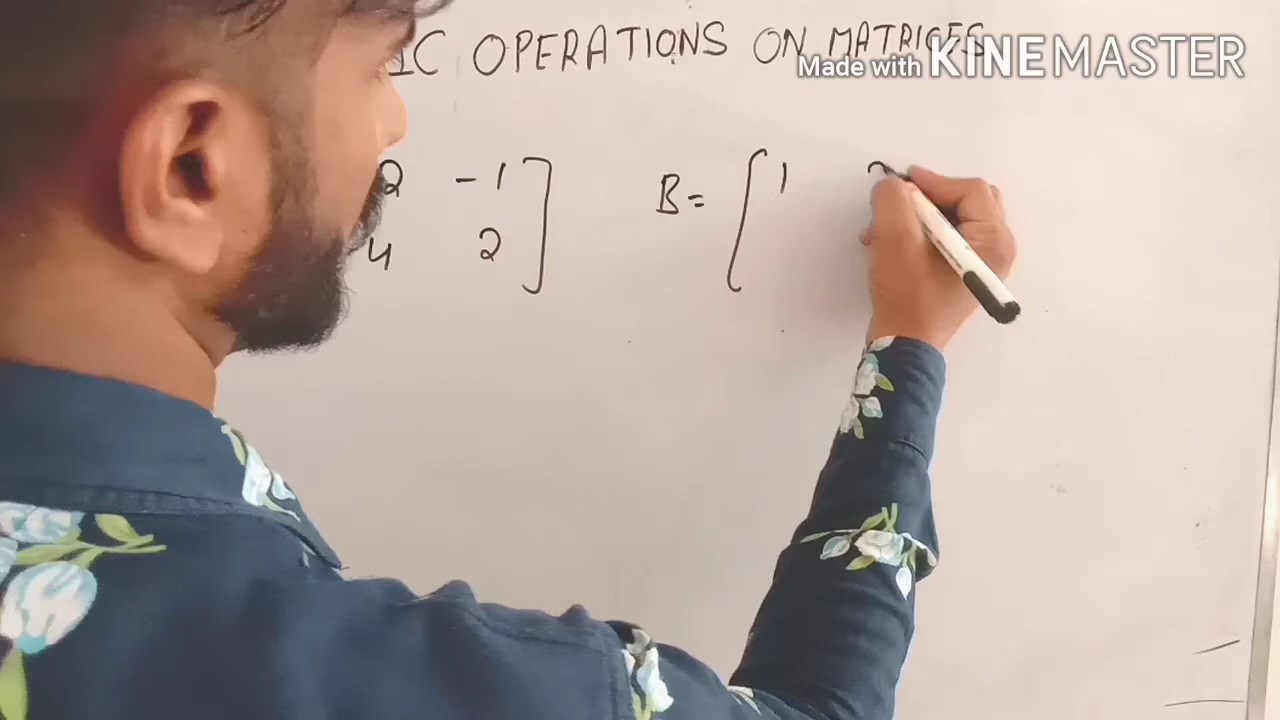 IC OPERATIONS ON MATRICES
Made with KINEMASTER
2 -1 ] B = [ 1
4 2